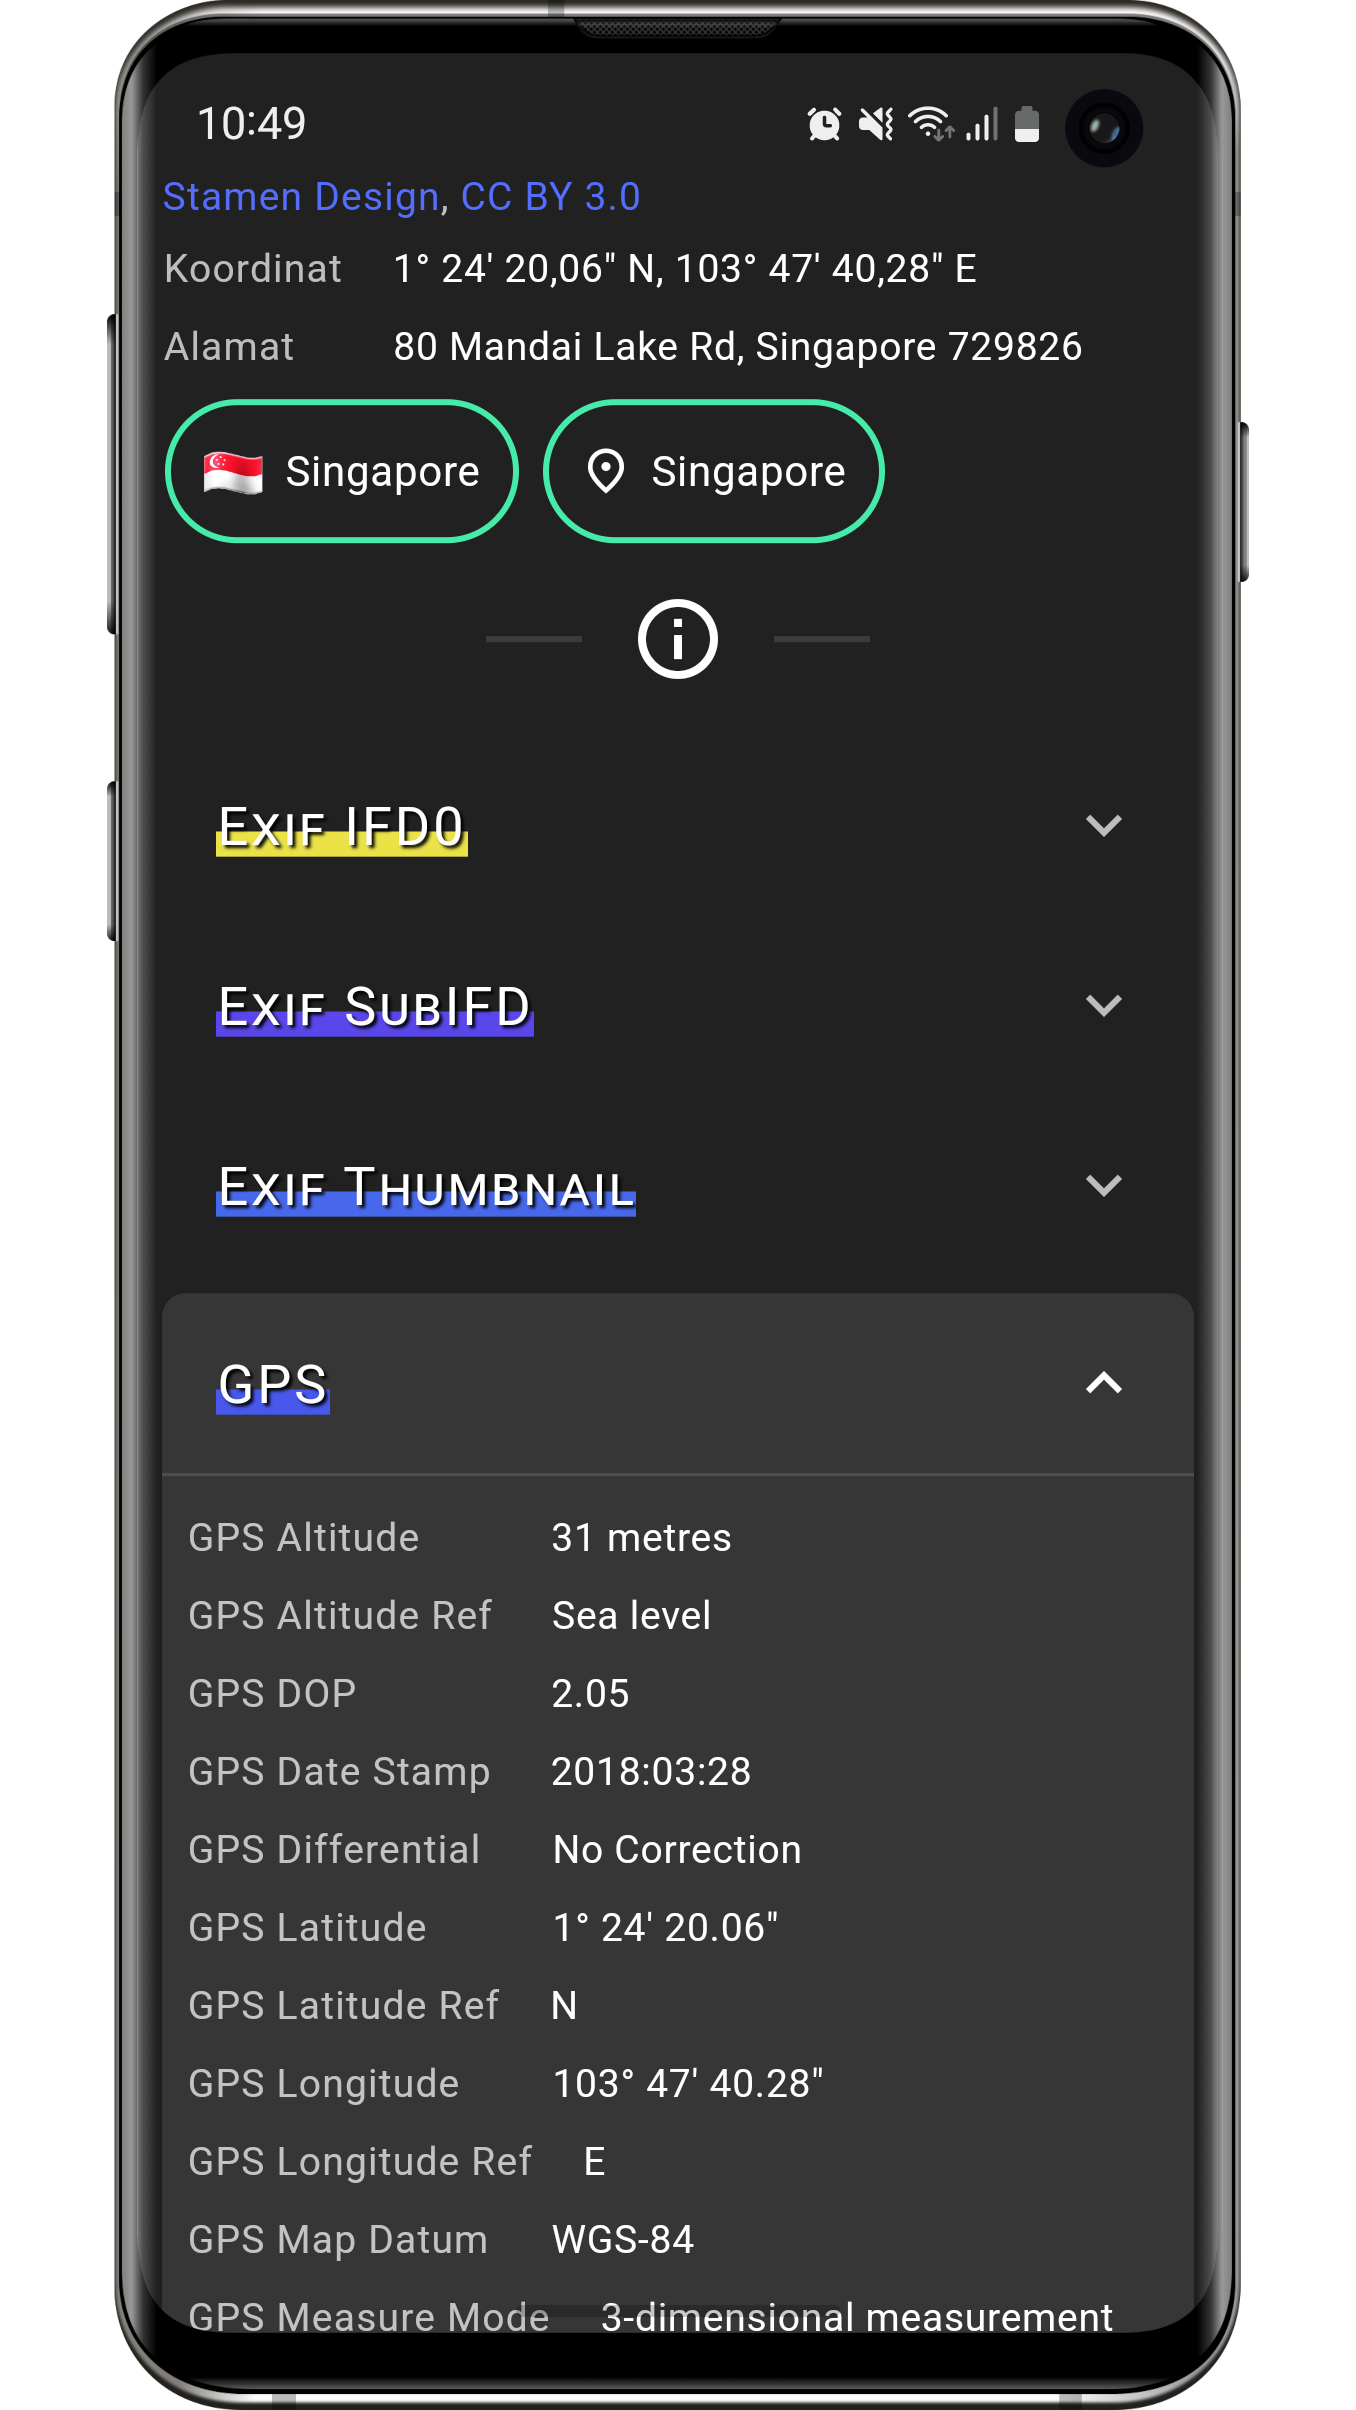 10:49
Stamen Design, CC BY 3.0
Koordinat 1° 24' 20,06" N, 103° 47' 40,28" E
Alamat 80 Mandai Lake Rd, Singapore 729826
Singapore Singapore
Exif IFD0
Exif SubIFD
Exif Thumbnail
GPS
GPS Altitude 31 metres
GPS Altitude Ref Sea level
GPS DOP 2.05
GPS Date Stamp 2018:03:28
GPS Differential No Correction
GPS Latitude 1° 24' 20.06"
GPS Latitude Ref N
GPS Longitude 103° 47' 40.28"
GPS Longitude Ref E
GPS Map Datum WGS-84
GPS Measure Mode 3-dimensional measurement